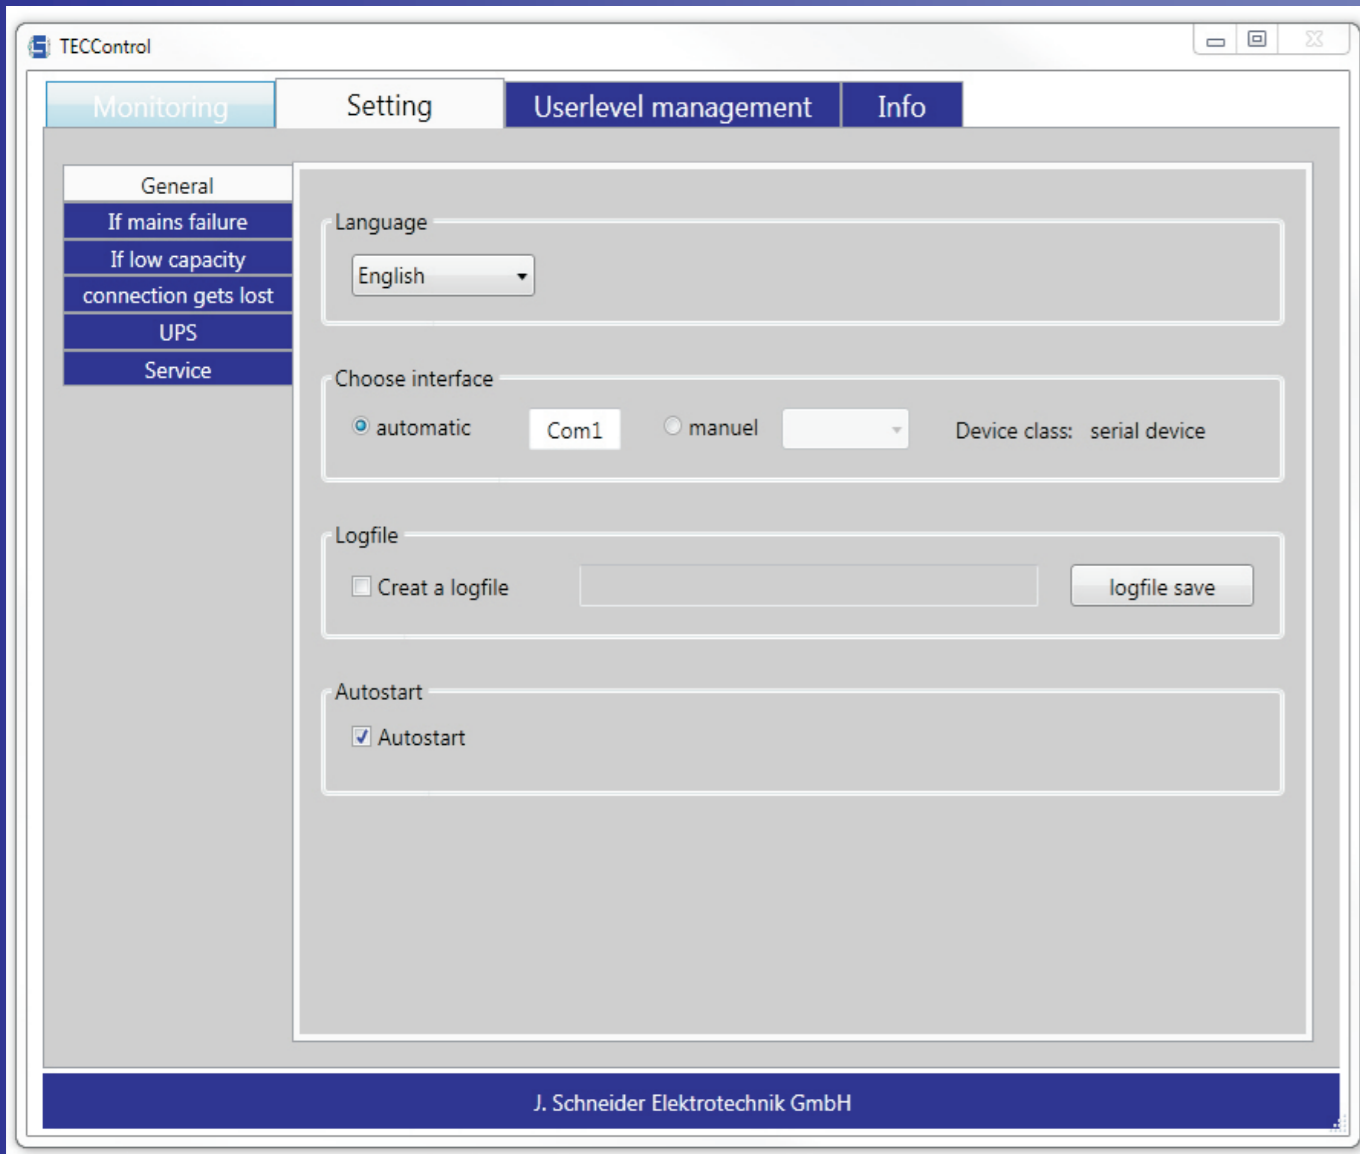 TECControl
Monitoring Setting Userlevel management Info
General
If mains failure
If low capacity
connection gets lost
UPS
Service
Language
English
Choose interface
automatic Com1 manuel Device class: serial device
Logfile
Creat a logfile logfile save
Autostart
Autostart
J. Schneider Elektrotechnik GmbH